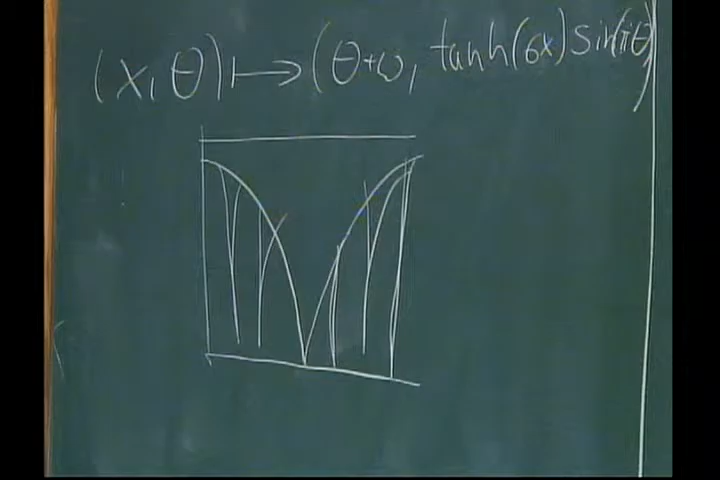 (x, θ) ↦ (θ+ω, tanh(6x) sin(πθ))